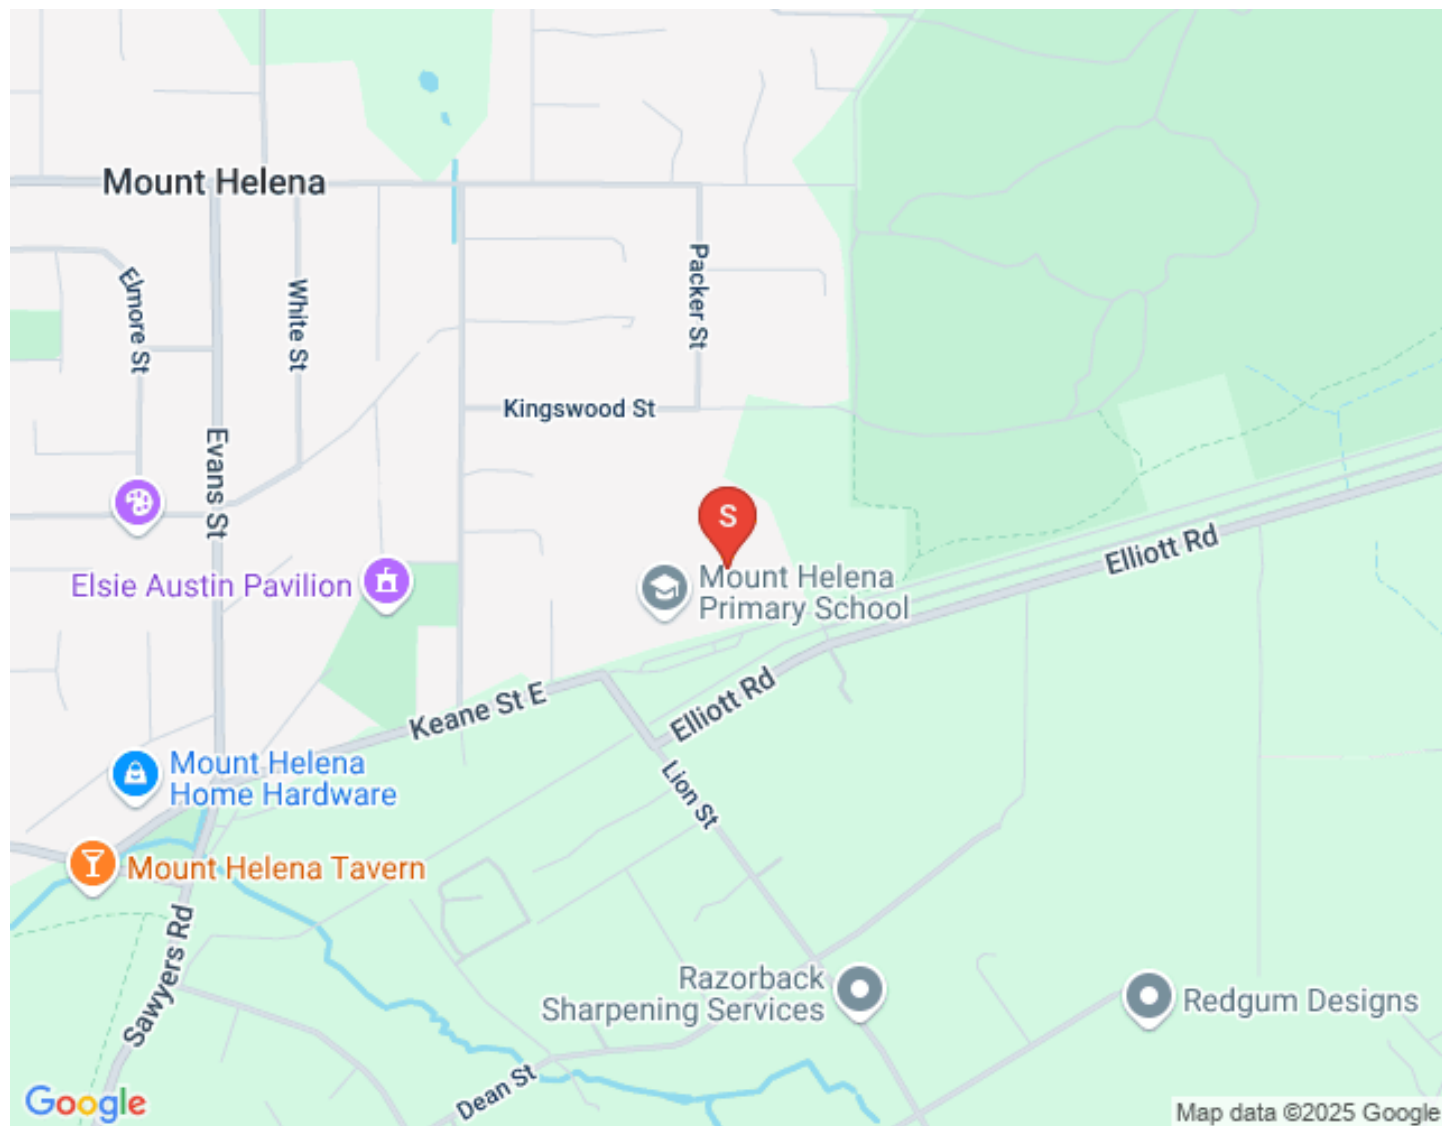 Mount Helena
Elmore St
White St
Packer St
Kingswood St
Evans St
S
Elliott Rd
Elsie Austin Pavilion
Mount Helena
Primary School
Elliott Rd
Keane St E
Mount Helena
Home Hardware
Lion St
Mount Helena Tavern
Sawyers Rd
Razorback
Sharpening Services
Redgum Designs
Dean St
Google
Map data ©2025 Google